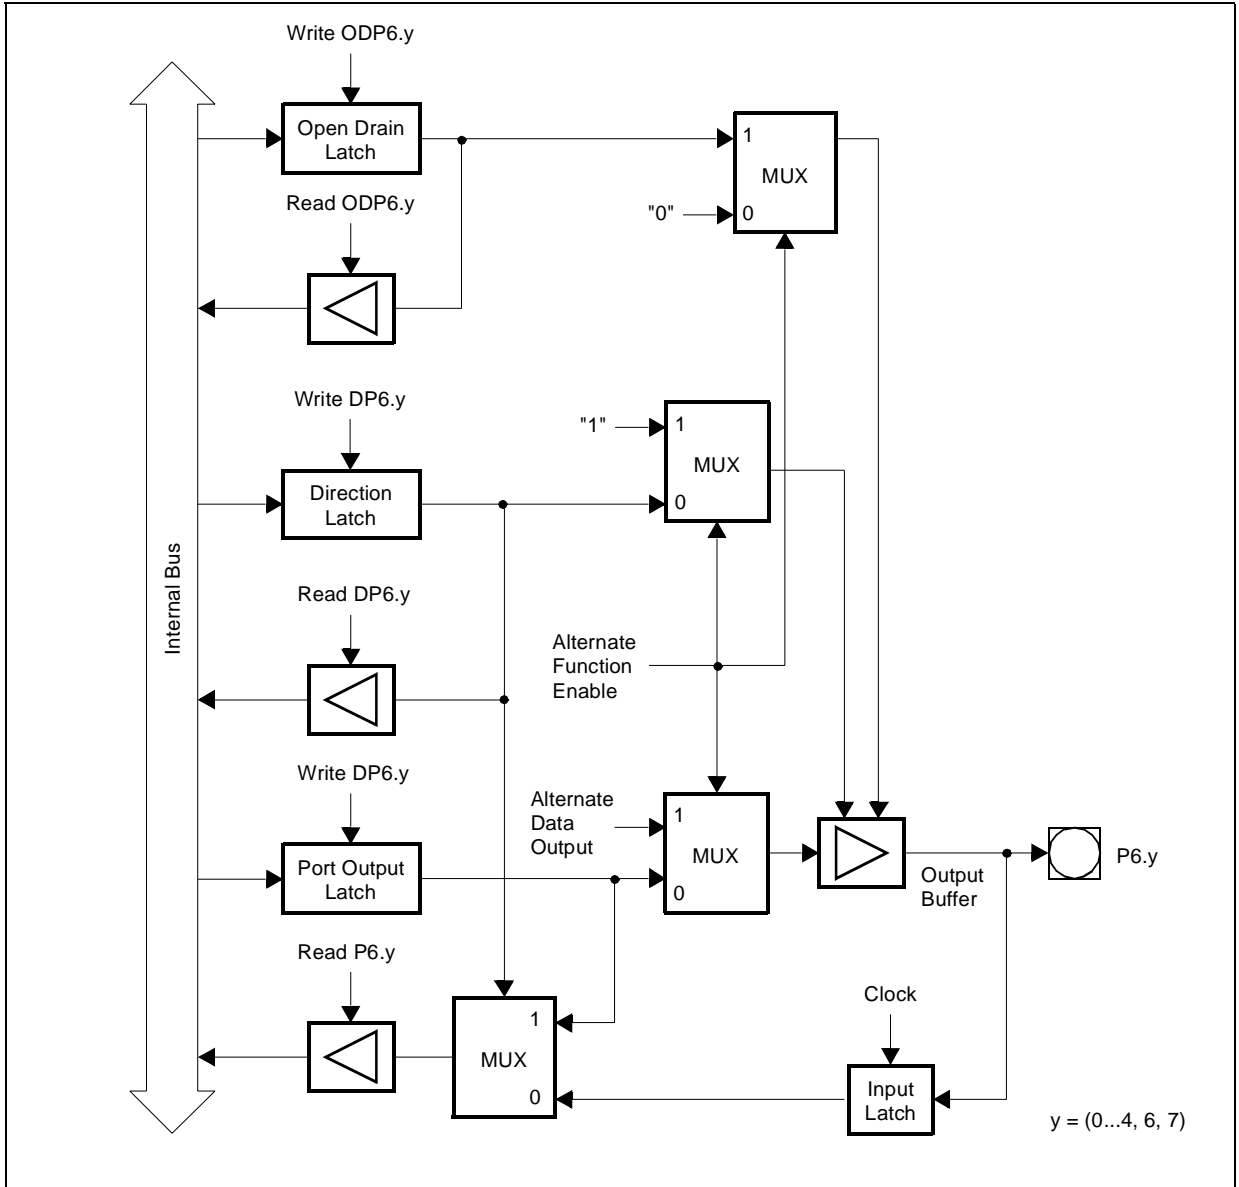 Write ODP6.y
Open Drain
Latch
1
MUX
"0"
0
Read ODP6.y
Write DP6.y
"1"
1
MUX
0
Direction
Latch
Internal Bus
Read DP6.y
Alternate
Function
Enable
Write DP6.y
Alternate
Data
Output
1
MUX
0
Port Output
Latch
Output
Buffer
P6.y
Read P6.y
1
MUX
0
Clock
Input
Latch
y = (0...4, 6, 7)